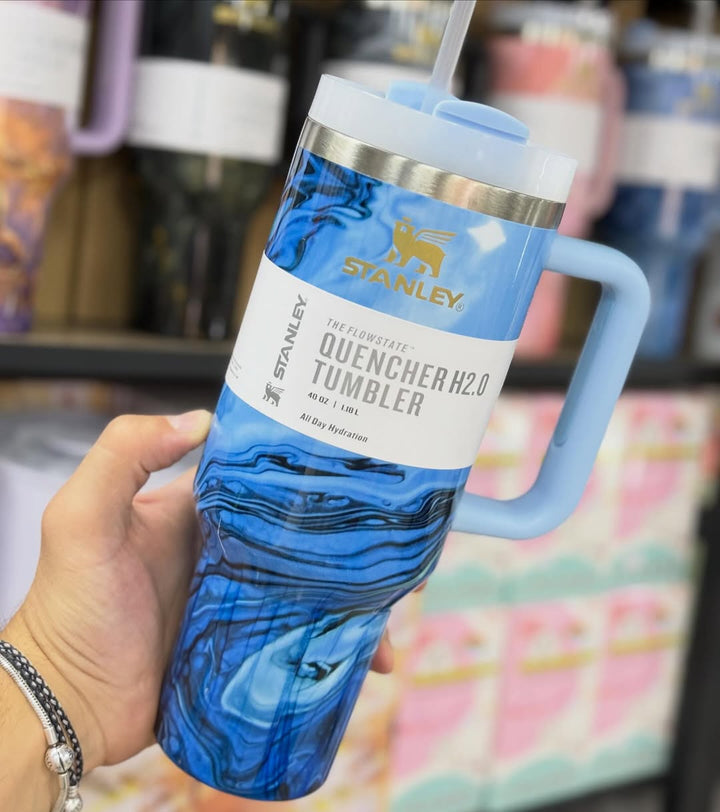 STANLEY®
STANLEY
THE FLOWSTATE™
QUENCHER H2.0
TUMBLER
40 OZ | 1.18 L
All Day Hydration